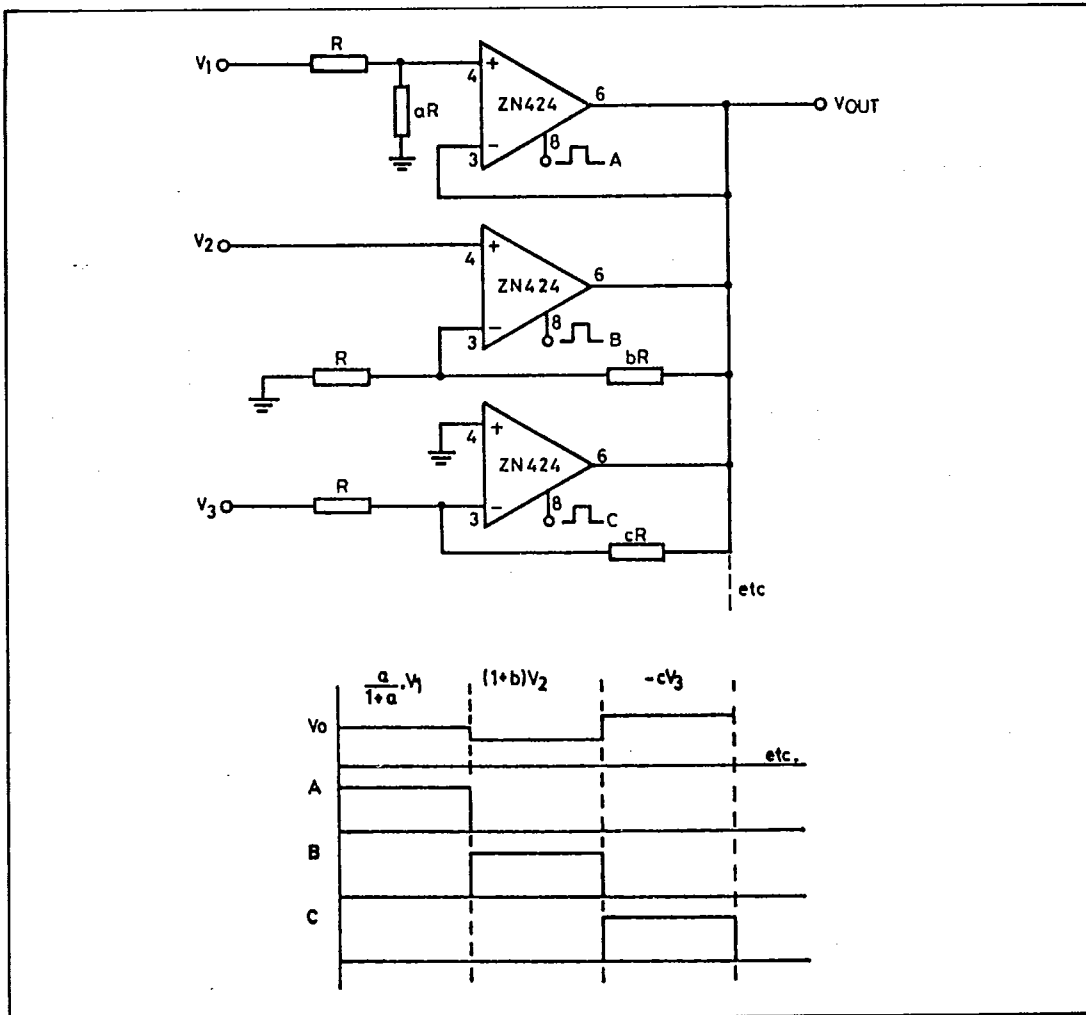 R
V1
4
+
6
ZN424
VOUT
aR
8
A
3
−
V2
+
4
6
ZN424
8
B
3
−
R
bR
4
+
6
ZN424
V3
R
8
C
3
−
cR
etc
a/1+a .V1
(1+b)V2
-cV3
Vo
etc.
A
B
C